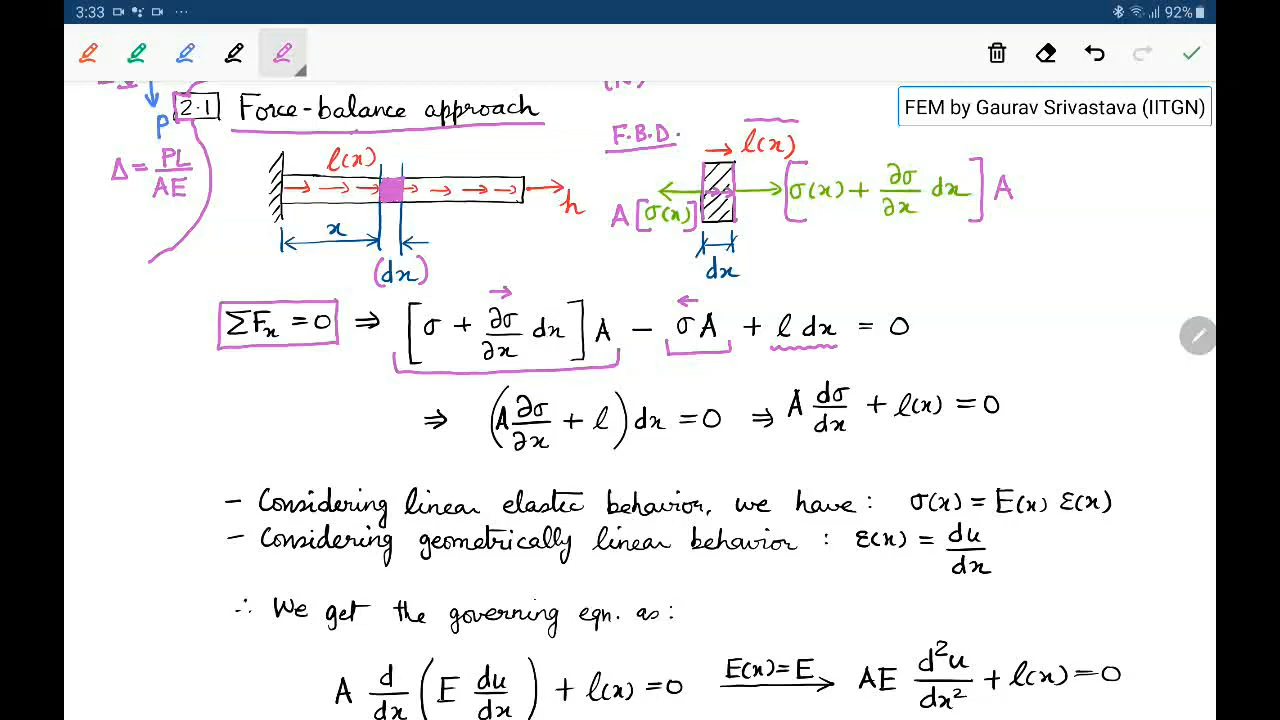 3:33 ... 92%
FEM by Gaurav Srivastava (IITGN)
P
Δ = PL/AE
2.1 Force-balance approach
F.B.D.
l(x)
h
x
dx
(dx)
l(x)
A [σ(x)]
[σ(x) + ∂σ/∂x dx] A
dx
ΣFx = 0 ⇒ [σ + ∂σ/∂x dx] A − σA + l dx = 0
⇒ (A ∂σ/∂x + l) dx = 0 ⇒ A dσ/dx + l(x) = 0
- Considering linear elastic behavior, we have : σ(x) = E(x) ε(x)
- Considering geometrically linear behavior : ε(x) = du/dx
∴ We get the governing eqn. as :
A d/dx (E du/dx) + l(x) = 0 E(x) = E → AE d²u/dx² + l(x) = 0